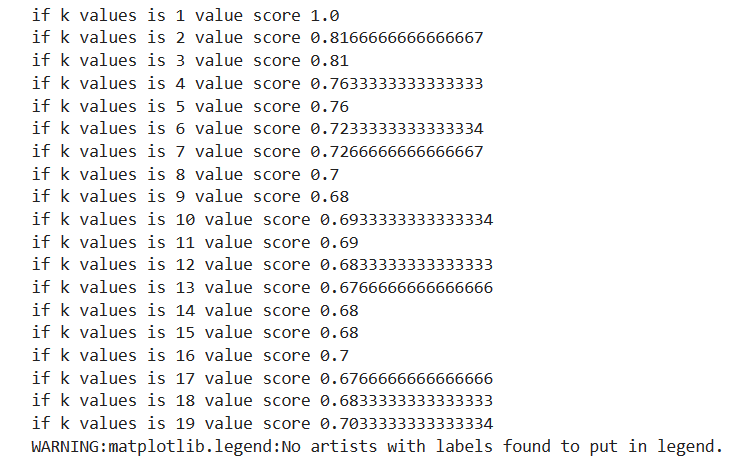 if k values is 1 value score 1.0
if k values is 2 value score 0.8166666666666667
if k values is 3 value score 0.81
if k values is 4 value score 0.7633333333333333
if k values is 5 value score 0.76
if k values is 6 value score 0.7233333333333334
if k values is 7 value score 0.7266666666666667
if k values is 8 value score 0.7
if k values is 9 value score 0.68
if k values is 10 value score 0.6933333333333334
if k values is 11 value score 0.69
if k values is 12 value score 0.6833333333333333
if k values is 13 value score 0.6766666666666666
if k values is 14 value score 0.68
if k values is 15 value score 0.68
if k values is 16 value score 0.7
if k values is 17 value score 0.6766666666666666
if k values is 18 value score 0.6833333333333333
if k values is 19 value score 0.7033333333333334
WARNING:matplotlib.legend:No artists with labels found to put in legend.